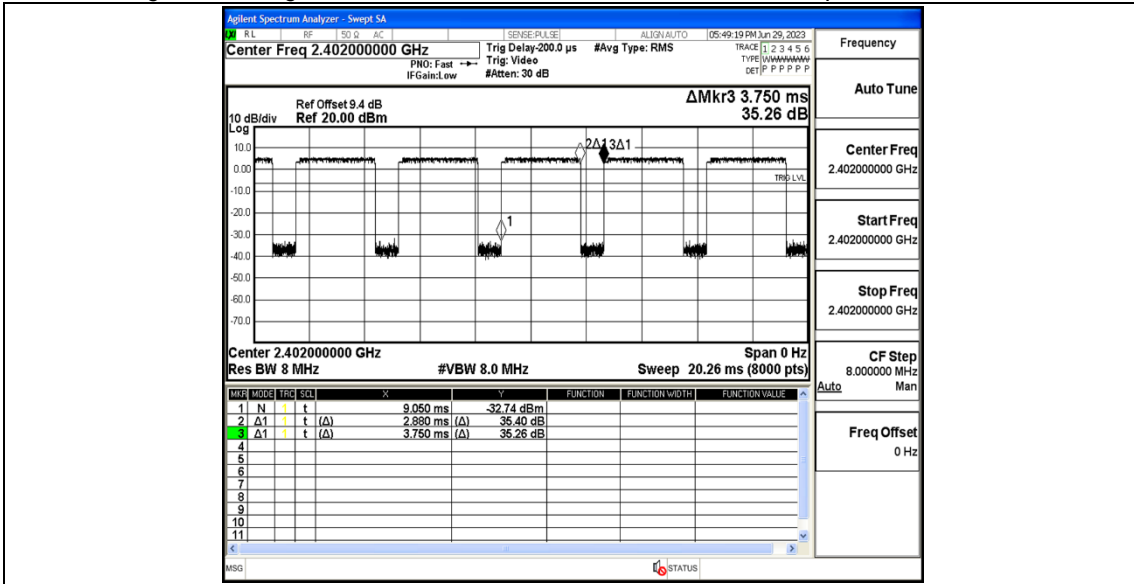 Agilent Spectrum Analyzer - Swept SA
RL RF 50 Ω AC SENSE:PULSE ALIGNAUTO 05:49:19 PM Jun 29, 2023
Center Freq 2.402000000 GHz Trig Delay-200.0 µs #Avg Type: RMS TRACE 1 2 3 4 5 6
PNO: Fast Trig: Video TYPE
IFGain:Low #Atten: 30 dB DET P P P P P P
Frequency
Auto Tune
Center Freq
2.402000000 GHz
Start Freq
2.402000000 GHz
Stop Freq
2.402000000 GHz
CF Step
8.000000 MHz
Auto Man
Freq Offset
0 Hz
ΔMkr3 3.750 ms
35.26 dB
Ref Offset 9.4 dB
10 dB/div Ref 20.00 dBm
Log
10.0
0.00
-10.0
-20.0
-30.0
-40.0
-50.0
-60.0
-70.0
2Δ1 3Δ1
TRIG LVL
1
Center 2.402000000 GHz Span 0 Hz
Res BW 8 MHz #VBW 8.0 MHz Sweep 20.26 ms (8000 pts)
MKR MODE TRC SCL X Y FUNCTION FUNCTION WIDTH FUNCTION VALUE
1 N 1 t 9.050 ms -32.74 dBm
2 Δ1 1 t (Δ) 2.880 ms (Δ) 35.40 dB
3 Δ1 1 t (Δ) 3.750 ms (Δ) 35.26 dB
4
5
6
7
8
9
10
11
MSG STATUS